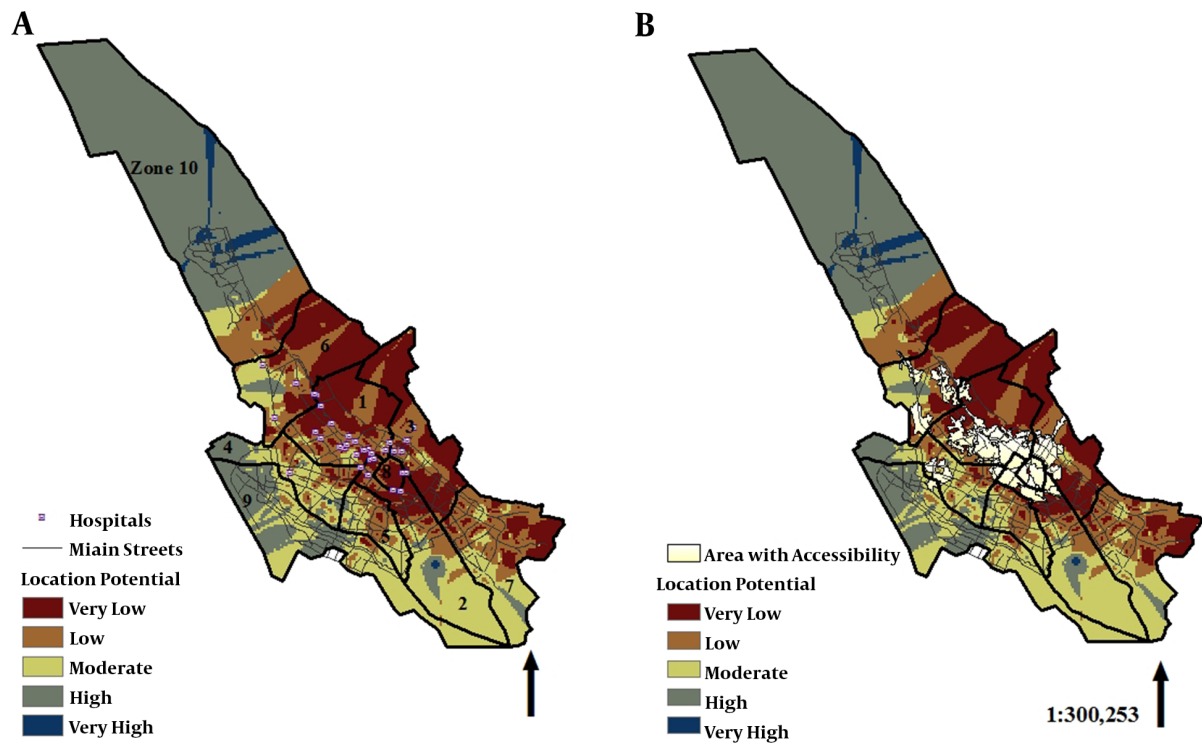 A
B
Zone 10
6
1
3
4
8
9
5
2
7
Hospitals
Miain Streets
Location Potential
Very Low
Low
Moderate
High
Very High
Area with Accessibility
Location Potential
Very Low
Low
Moderate
High
Very High
1:300,253